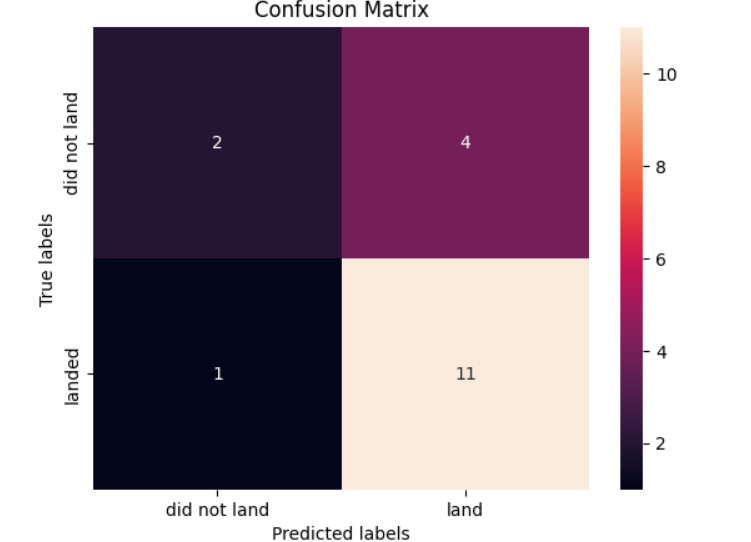 Confusion Matrix
did not land
landed
True labels
2
4
1
11
did not land
land
Predicted labels
10
8
6
4
2